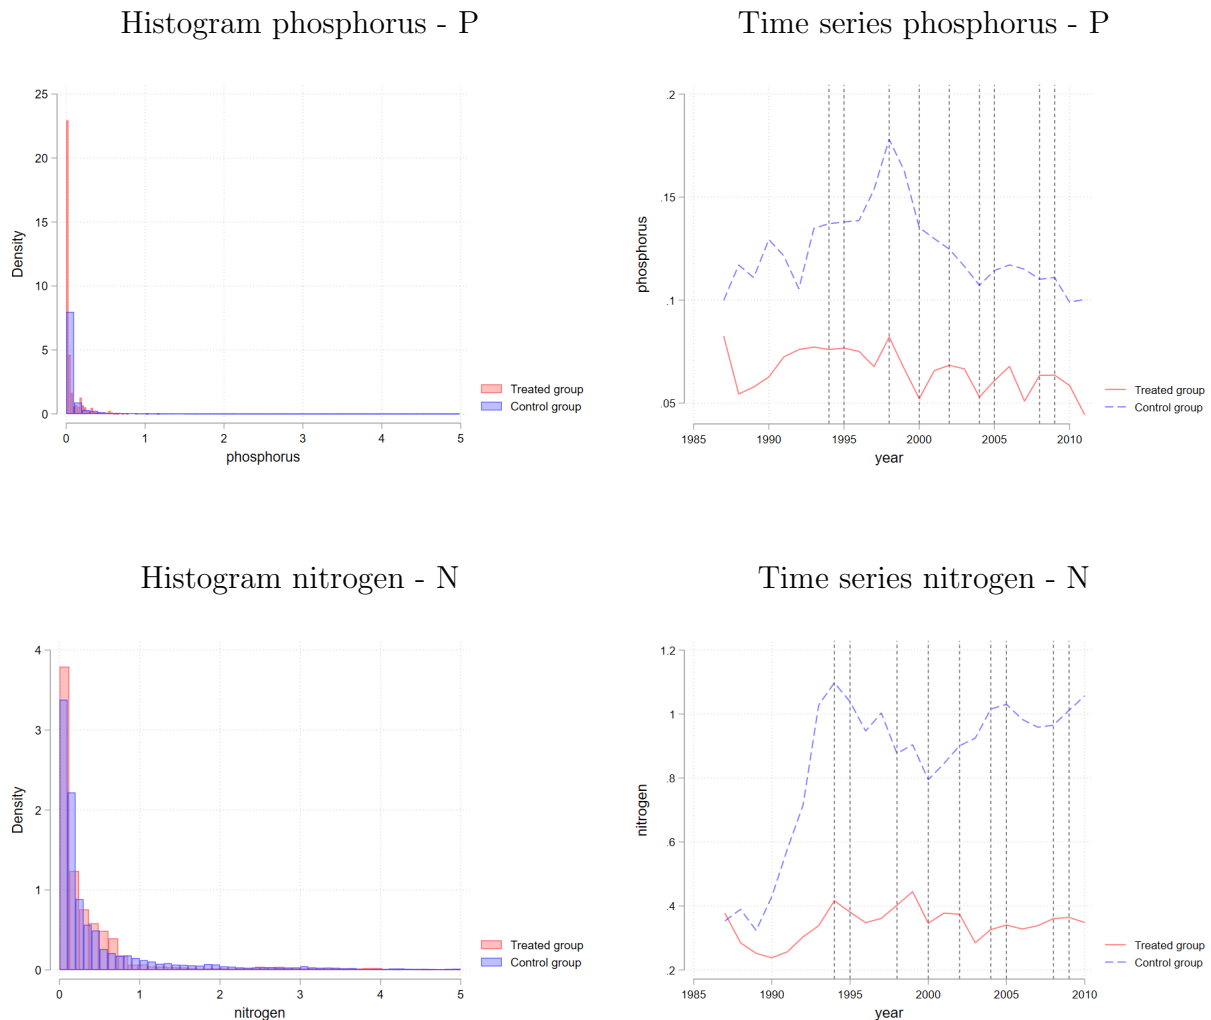 Histogram phosphorus - P
Time series phosphorus - P
25
20
15
10
5
0
Density
0 1 2 3 4 5
phosphorus
Treated group
Control group
.2
.15
.1
.05
phosphorus
1985 1990 1995 2000 2005 2010
year
Treated group
Control group
Histogram nitrogen - N
Time series nitrogen - N
4
3
2
1
0
Density
0 1 2 3 4 5
nitrogen
Treated group
Control group
1.2
1
.8
.6
.4
.2
nitrogen
1985 1990 1995 2000 2005 2010
year
Treated group
Control group